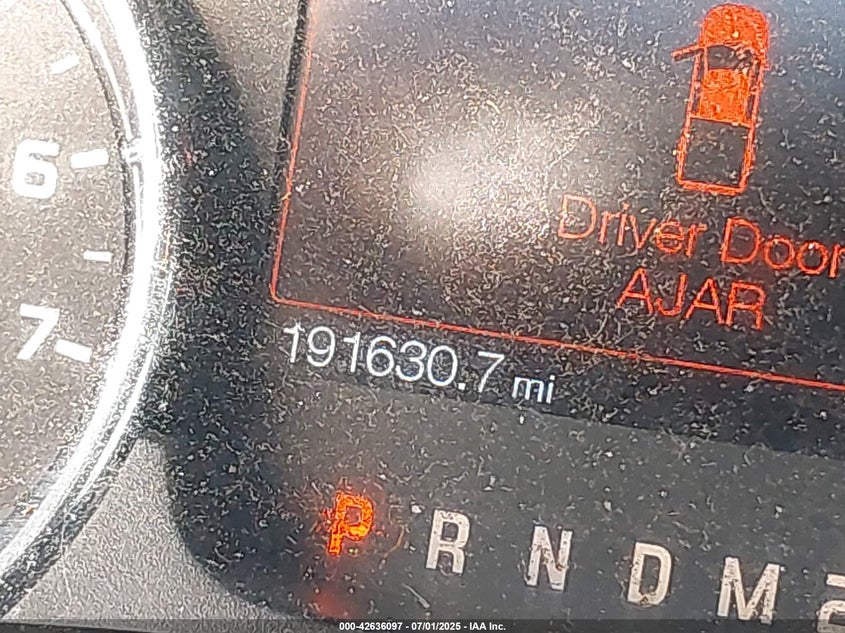 6
7
Driver Door
AJAR
191630.7 mi
P R N D M
000-42636097 - 07/01/2025 - IAA Inc.